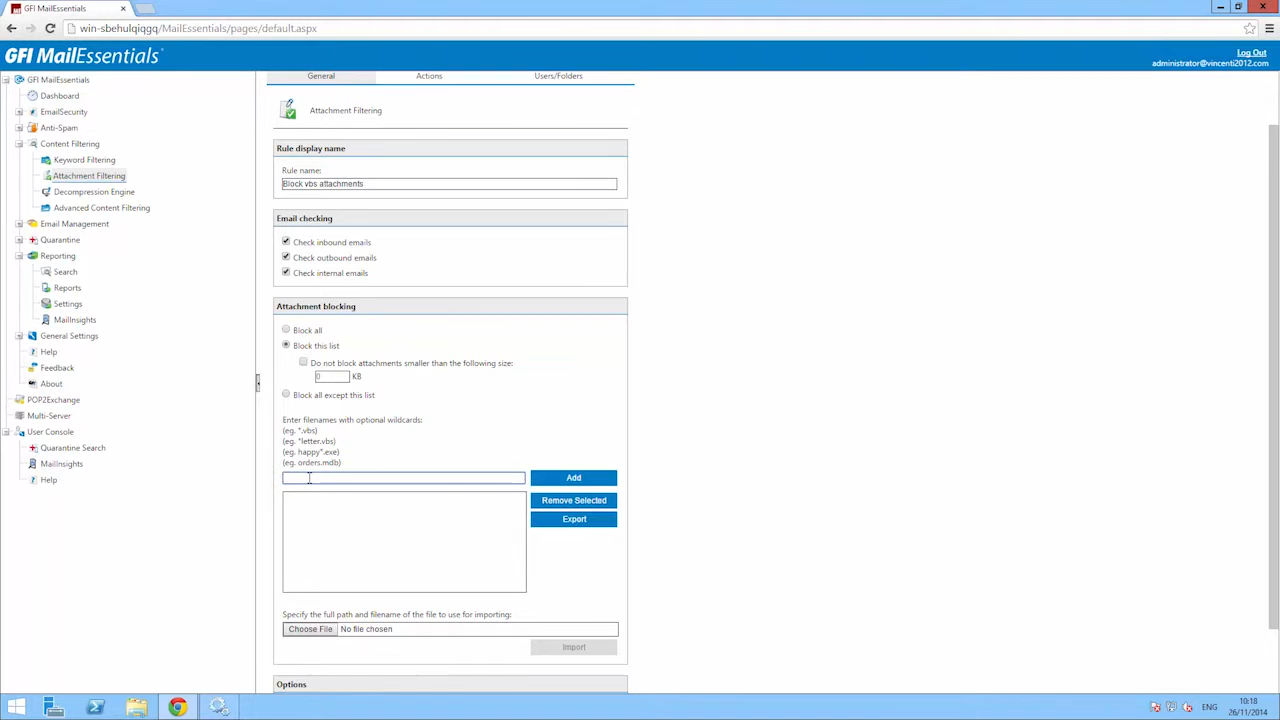 GFI MailEssentials
win-sbehulqiqgq/MailEssentials/pages/default.aspx
GFI MailEssentials
Log Out
administrator@vincenti2012.com
GFI MailEssentials
Dashboard
EmailSecurity
Anti-Spam
Content Filtering
Keyword Filtering
Attachment Filtering
Decompression Engine
Advanced Content Filtering
Email Management
Quarantine
Reporting
Search
Reports
Settings
MailInsights
General Settings
Help
Feedback
About
POP2Exchange
Multi-Server
User Console
Quarantine Search
MailInsights
Help
General Actions Users/Folders
Attachment Filtering
Rule display name
Rule name:
Block vbs attachments
Email checking
Check inbound emails
Check outbound emails
Check internal emails
Attachment blocking
Block all
Block this list
Do not block attachments smaller than the following size:
0 KB
Block all except this list
Enter filenames with optional wildcards:
(eg. *.vbs)
(eg. *letter.vbs)
(eg. happy*.exe)
(eg. orders.mdb)
Add
Remove Selected
Export
Specify the full path and filename of the file to use for importing:
Choose File No file chosen
Import
Options
ENG
10:18
26/11/2014